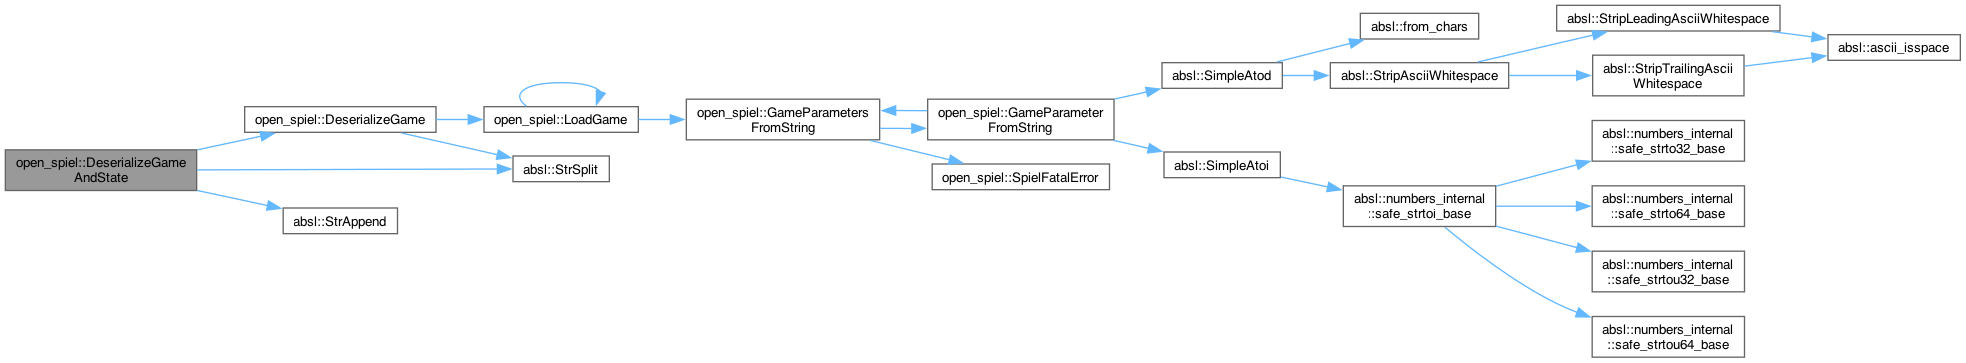 open_spiel::DeserializeGame
AndState
open_spiel::DeserializeGame
absl::StrAppend
open_spiel::LoadGame
absl::StrSplit
open_spiel::GameParameters
FromString
open_spiel::GameParameter
FromString
open_spiel::SpielFatalError
absl::SimpleAtod
absl::SimpleAtoi
absl::from_chars
absl::StripAsciiWhitespace
absl::numbers_internal
::safe_strtoi_base
absl::StripLeadingAsciiWhitespace
absl::StripTrailingAscii
Whitespace
absl::numbers_internal
::safe_strto32_base
absl::numbers_internal
::safe_strto64_base
absl::numbers_internal
::safe_strtou32_base
absl::numbers_internal
::safe_strtou64_base
absl::ascii_isspace